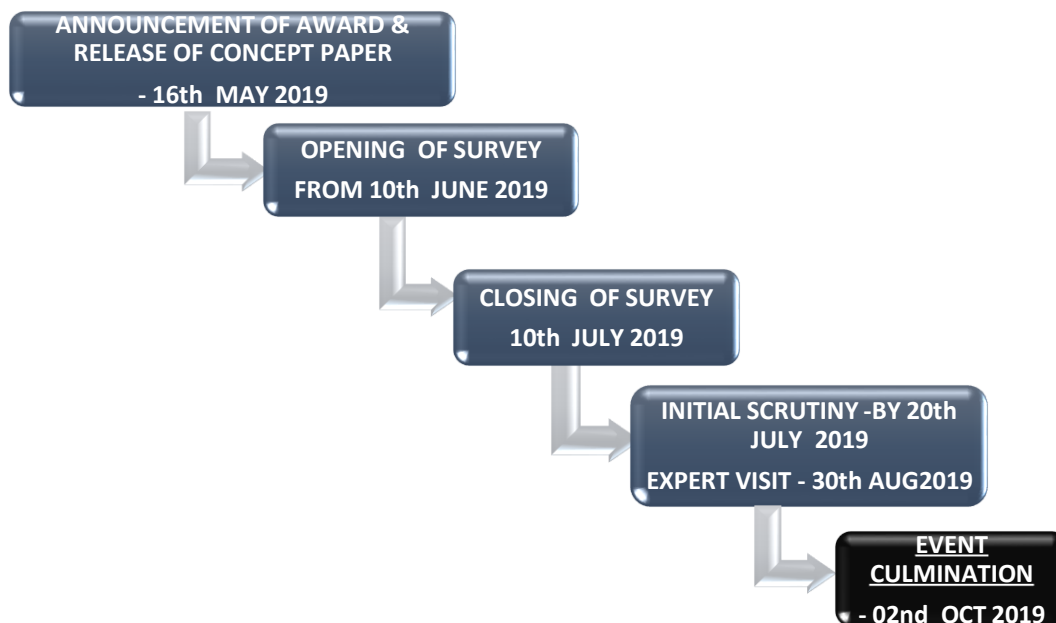 ANNOUNCEMENT OF AWARD &
RELEASE OF CONCEPT PAPER
- 16th MAY 2019
OPENING OF SURVEY
FROM 10th JUNE 2019
CLOSING OF SURVEY
10th JULY 2019
INITIAL SCRUTINY -BY 20th
JULY 2019
EXPERT VISIT - 30th AUG2019
EVENT
CULMINATION
- 02nd OCT 2019